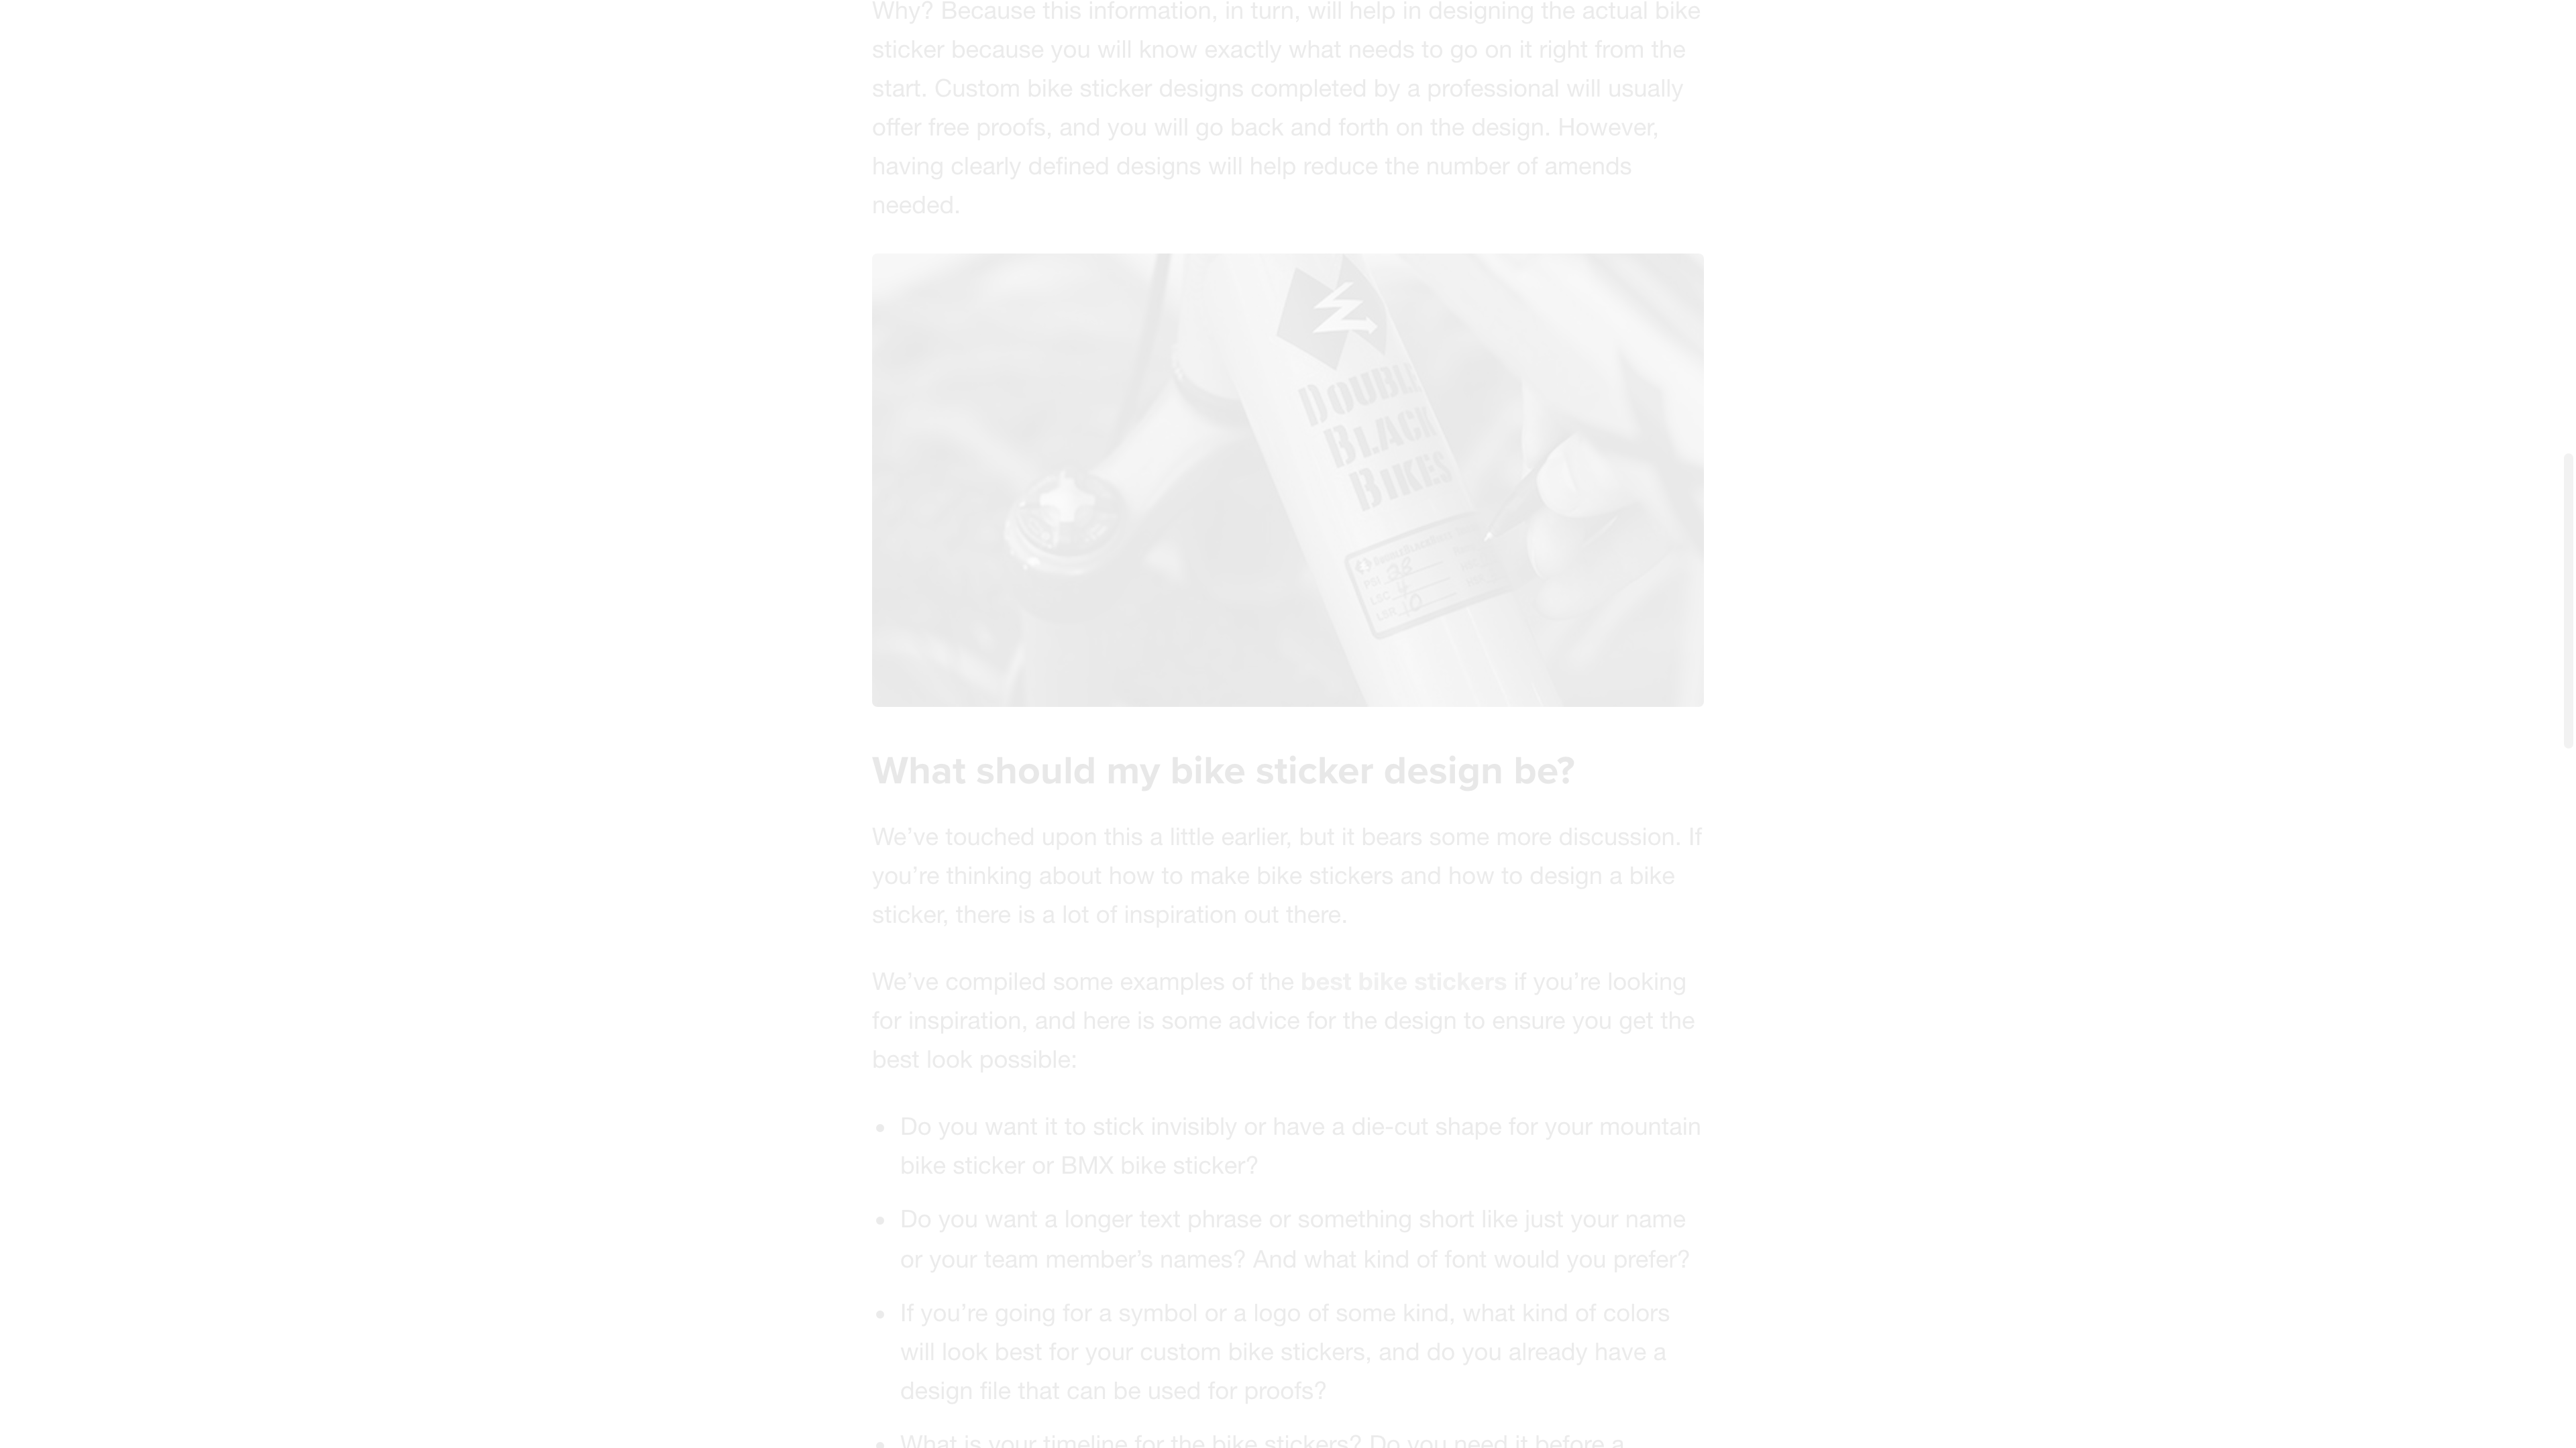 Why? Because this information, in turn, will help in designing the actual bike
sticker because you will know exactly what needs to go on it right from the
start. Custom bike sticker designs completed by a professional will usually
offer free proofs, and you will go back and forth on the design. However,
having clearly defined designs will help reduce the number of amends
needed.
DOUBL
BLACK
BIKES
PSI 28
LSC 4
LSR 10
What should my bike sticker design be?
We’ve touched upon this a little earlier, but it bears some more discussion. If
you’re thinking about how to make bike stickers and how to design a bike
sticker, there is a lot of inspiration out there.
We’ve compiled some examples of the best bike stickers if you’re looking
for inspiration, and here is some advice for the design to ensure you get the
best look possible:
• Do you want it to stick invisibly or have a die-cut shape for your mountain
bike sticker or BMX bike sticker?
• Do you want a longer text phrase or something short like just your name
or your team member’s names? And what kind of font would you prefer?
• If you’re going for a symbol or a logo of some kind, what kind of colors
will look best for your custom bike stickers, and do you already have a
design file that can be used for proofs?
• What is your timeline for the bike stickers? Do you need it before a